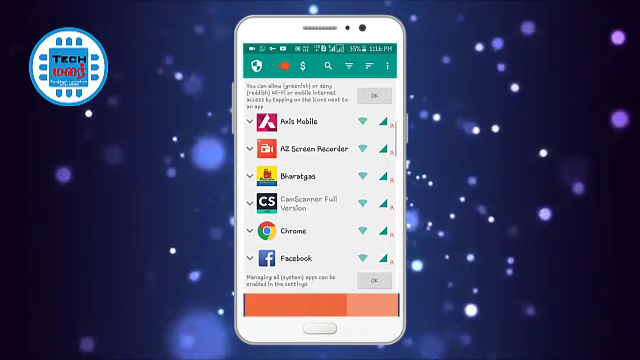 TECH
மலர்
35% 1:16 PM
$
You can allow (greenish) or deny
(reddish) Wi-Fi or mobile internet
access by tapping on the icons next to
an app
OK
Axis Mobile
R
AZ Screen Recorder
R
Bharatgas
R
CS
CamScanner Full
Version
R
Chrome
R
Facebook
R
Managing all (system) apps can be
enabled in the settings
OK